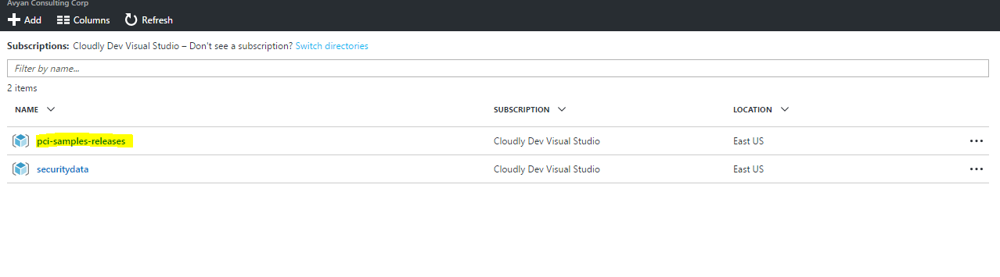 Avyan Consulting Corp
Add Columns Refresh
Subscriptions: Cloudly Dev Visual Studio – Don't see a subscription? Switch directories
Filter by name...
2 items
NAME SUBSCRIPTION LOCATION
pci-samples-releases Cloudly Dev Visual Studio East US
securitydata Cloudly Dev Visual Studio East US